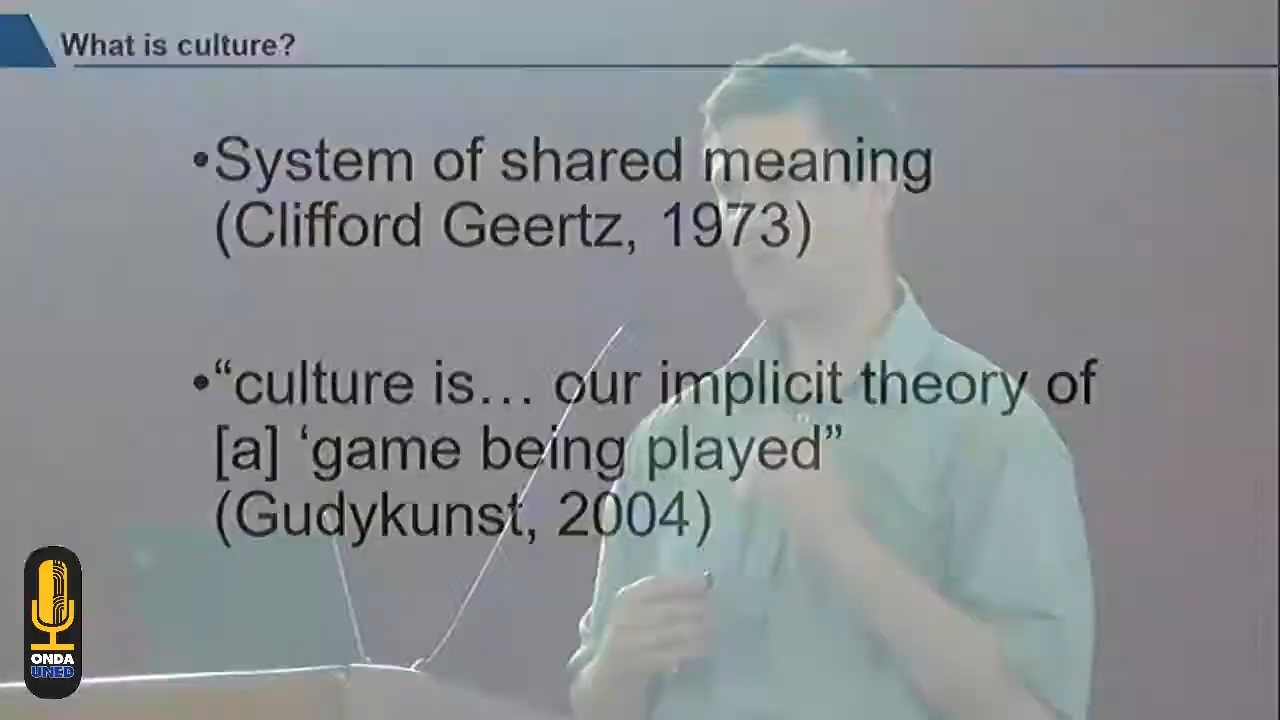 What is culture?
•System of shared meaning
(Clifford Geertz, 1973)
•“culture is… our implicit theory of
[a] ‘game being played”
(Gudykunst, 2004)
ONDA
UNED